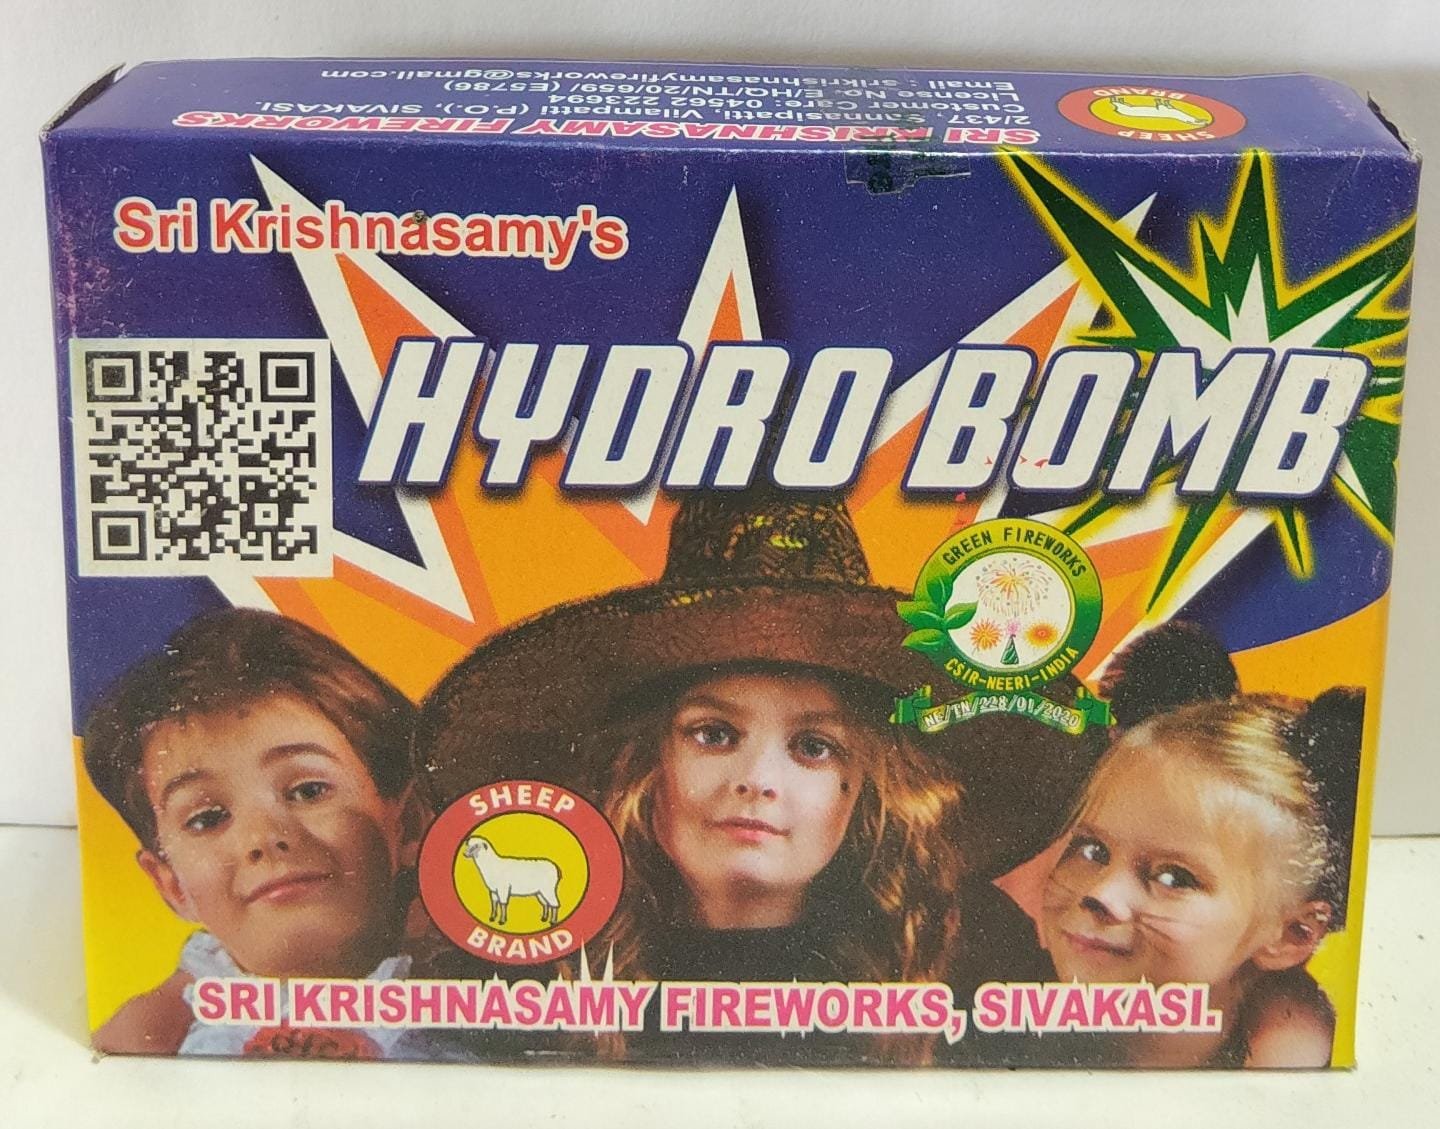 SRI KRISHNASAMY FIREWORKS
2/437, Sannasipatti, Vilampatti (P.O.), SIVAKASI.
Customer Care: 04562 223694
License No. E/HQ/TN/20/659/ (E5786)
Email : srikrishnasamyfireworks@gmail.com
SHEEP
BRAND
Sri Krishnasamy's
HYDRO BOMB
GREEN FIREWORKS
CSIR-NEERI-INDIA
NE/TN/228/01/2020
SHEEP
BRAND
SRI KRISHNASAMY FIREWORKS, SIVAKASI.